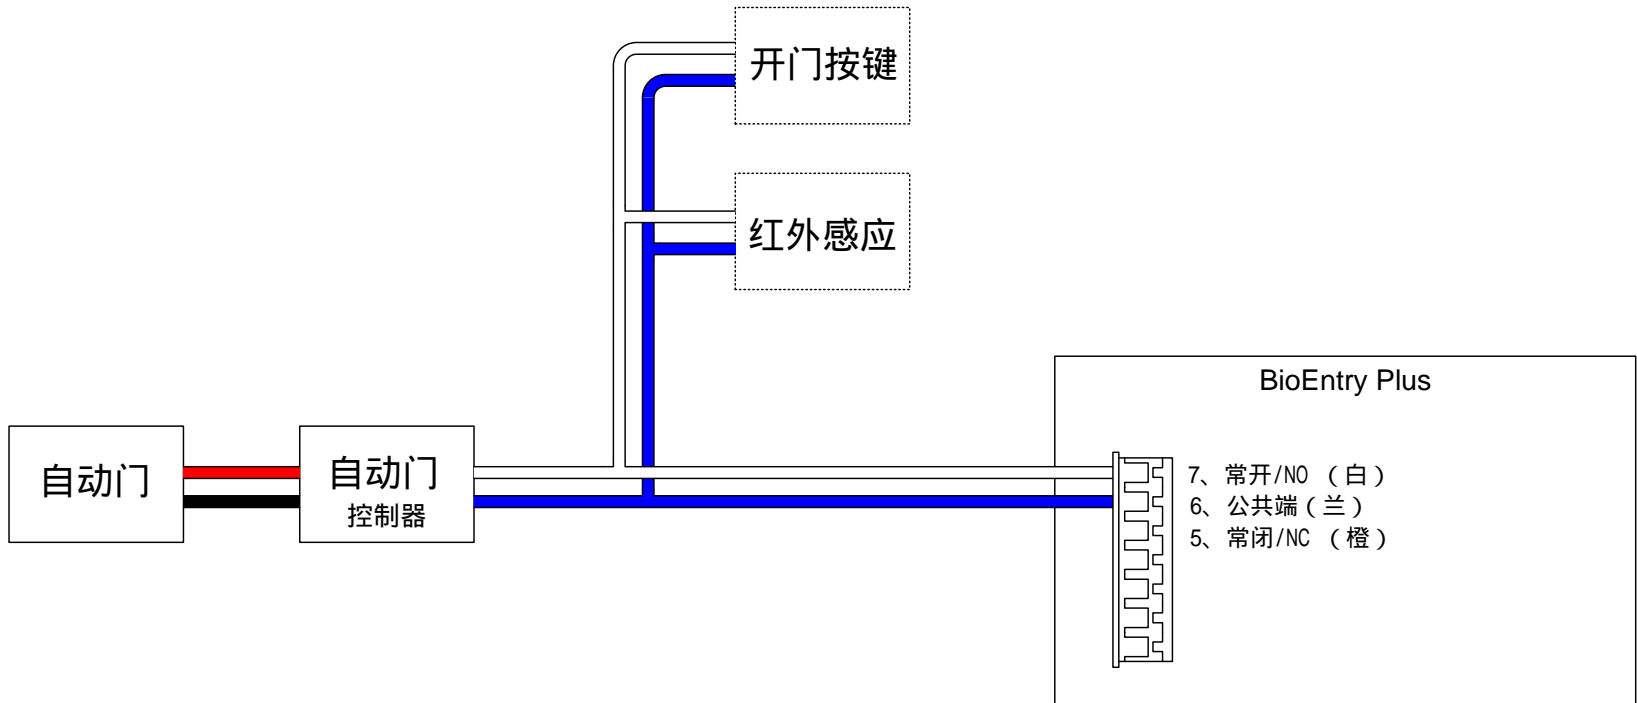 开门按键
红外感应
BioEntry Plus
自动门
自动门
控制器
7、常开/NO （白）
6、公共端（兰）
5、常闭/NC （橙）